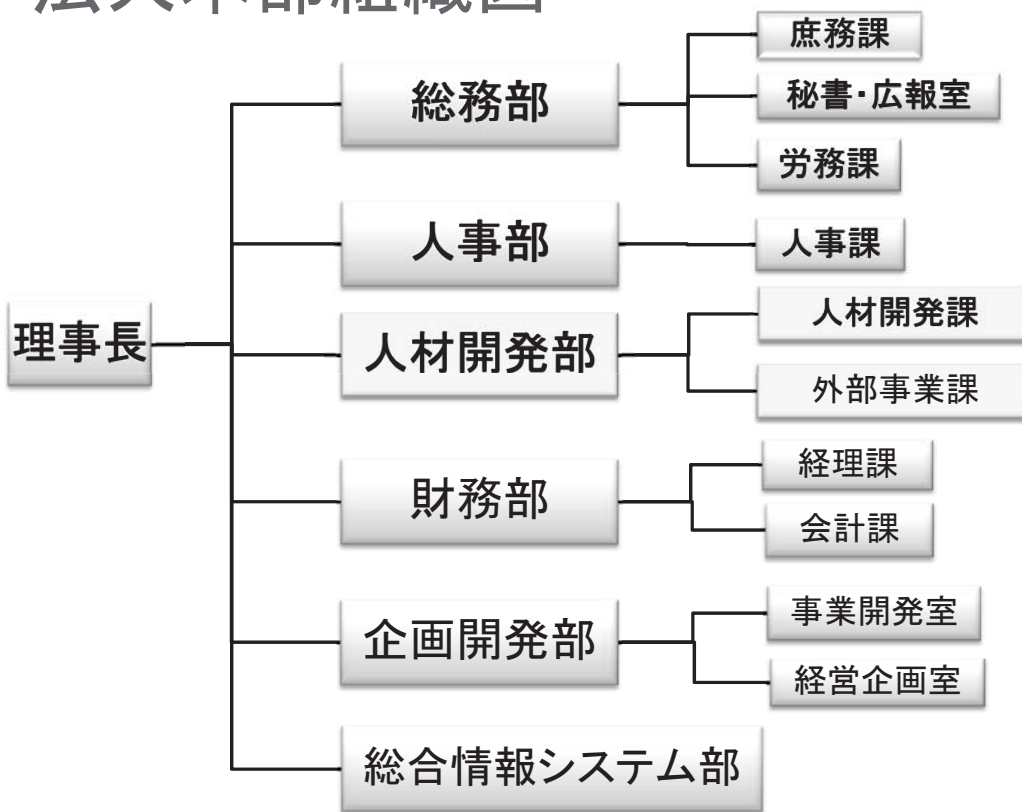 法人本部組織図
理事長
総務部
庶務課
秘書・広報室
労務課
人事部
人事課
人材開発部
人材開発課
外部事業課
財務部
経理課
会計課
企画開発部
事業開発室
経営企画室
総合情報システム部